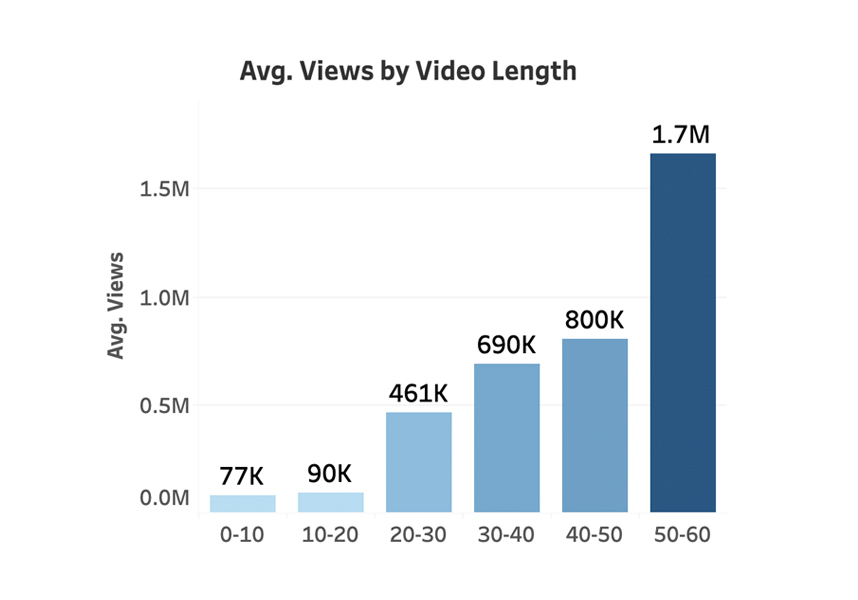 Avg. Views by Video Length
Avg. Views
1.5M
1.0M
0.5M
0.0M
77K
90K
461K
690K
800K
1.7M
0-10
10-20
20-30
30-40
40-50
50-60